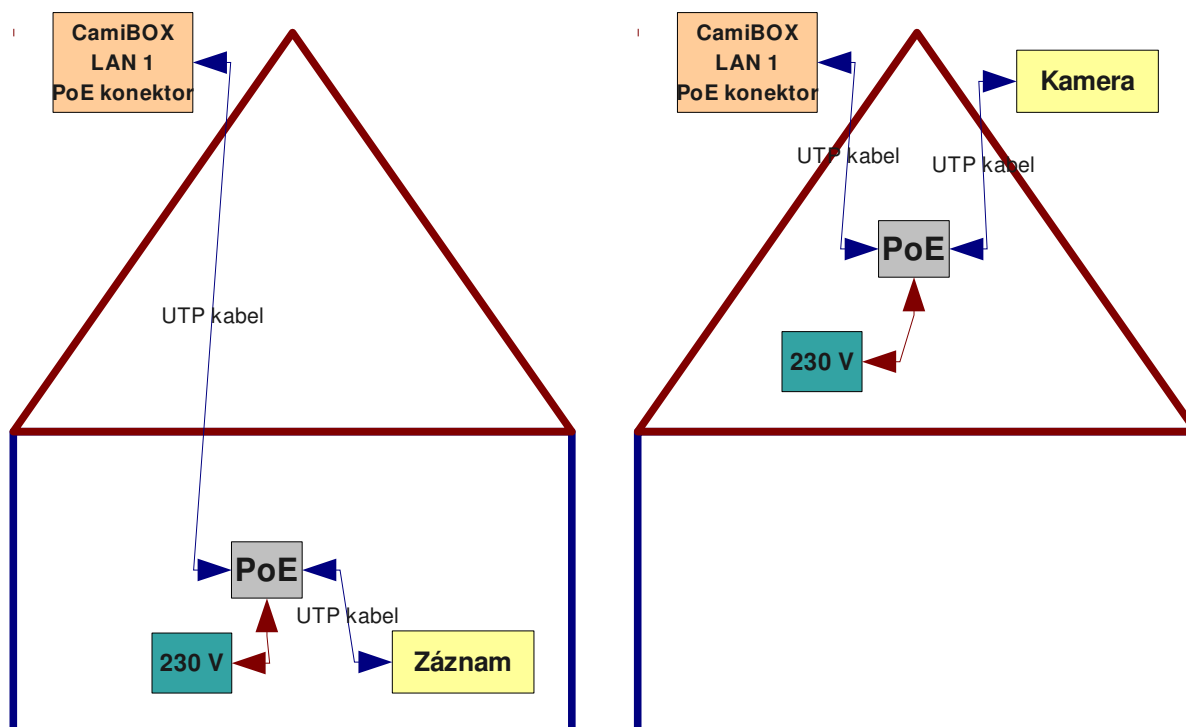 CamiBOX
LAN 1
PoE konektor
UTP kabel
PoE
UTP kabel
230 V
Záznam
CamiBOX
LAN 1
PoE konektor
Kamera
UTP kabel
UTP kabel
PoE
230 V